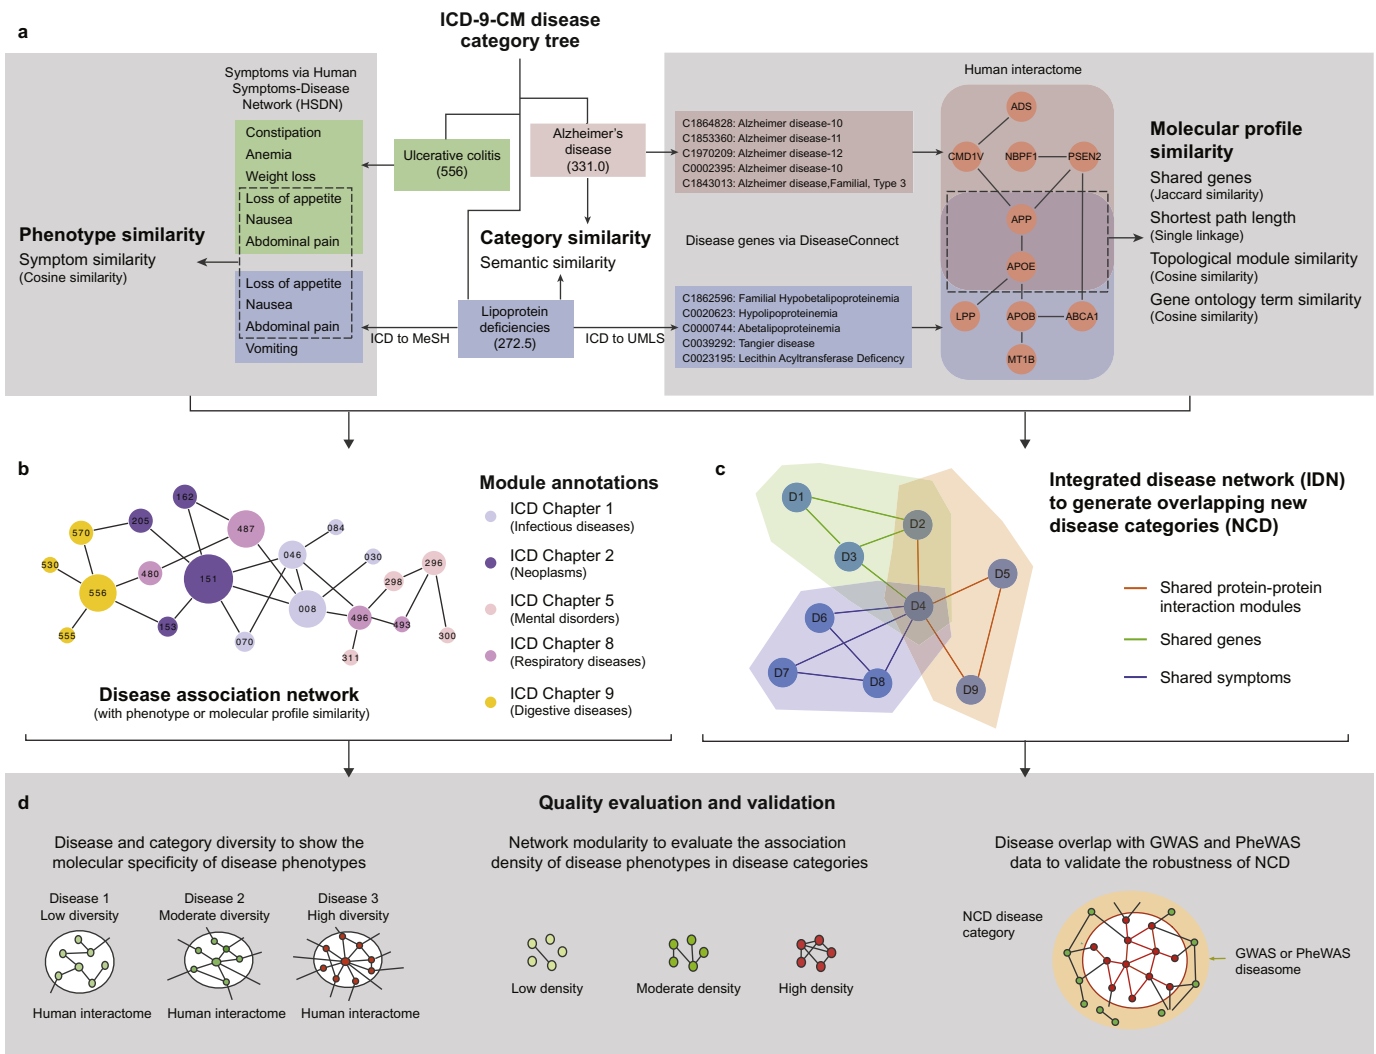 a
ICD-9-CM disease
category tree
Symptoms via Human
Symptoms-Disease
Network (HSDN)
Constipation
Anemia
Weight loss
Loss of appetite
Nausea
Abdominal pain
Loss of appetite
Nausea
Abdominal pain
Vomiting
Phenotype similarity
Symptom similarity
(Cosine similarity)
Ulcerative colitis
(556)
Alzheimer's
disease
(331.0)
Category similarity
Semantic similarity
Lipoprotein
deficiencies
(272.5)
ICD to MeSH
ICD to UMLS
C1864828: Alzheimer disease-10
C1853360: Alzheimer disease-11
C1970209: Alzheimer disease-12
C0002395: Alzheimer disease-10
C1843013: Alzheimer disease,Familial, Type 3
Disease genes via DiseaseConnect
C1862596: Familial Hypobetalipoproteinemia
C0020623: Hypolipoproteinemia
C0000744: Abetalipoproteinemia
C0039292: Tangier disease
C0023195: Lecithin Acyltransferase Deficency
Human interactome
ADS
CMD1V
NBPF1
PSEN2
APP
APOE
LPP
APOB
ABCA1
MT1B
Molecular profile
similarity
Shared genes
(Jaccard similarity)
Shortest path length
(Single linkage)
Topological module similarity
(Cosine similarity)
Gene ontology term similarity
(Cosine similarity)
b
162
205
487
570
046
084
030
530
480
151
298
296
556
008
496
493
555
153
070
300
311
Disease association network
(with phenotype or molecular profile similarity)
Module annotations
ICD Chapter 1
(Infectious diseases)
ICD Chapter 2
(Neoplasms)
ICD Chapter 5
(Mental disorders)
ICD Chapter 8
(Respiratory diseases)
ICD Chapter 9
(Digestive diseases)
c
D1
D2
D3
D5
D4
D6
D7
D8
D9
Integrated disease network (IDN)
to generate overlapping new
disease categories (NCD)
Shared protein-protein
interaction modules
Shared genes
Shared symptoms
d
Quality evaluation and validation
Disease and category diversity to show the
molecular specificity of disease phenotypes
Disease 1
Low diversity
Disease 2
Moderate diversity
Disease 3
High diversity
Human interactome
Human interactome
Human interactome
Network modularity to evaluate the association
density of disease phenotypes in disease categories
Low density
Moderate density
High density
Disease overlap with GWAS and PheWAS
data to validate the robustness of NCD
NCD disease
category
GWAS or PheWAS
diseasome